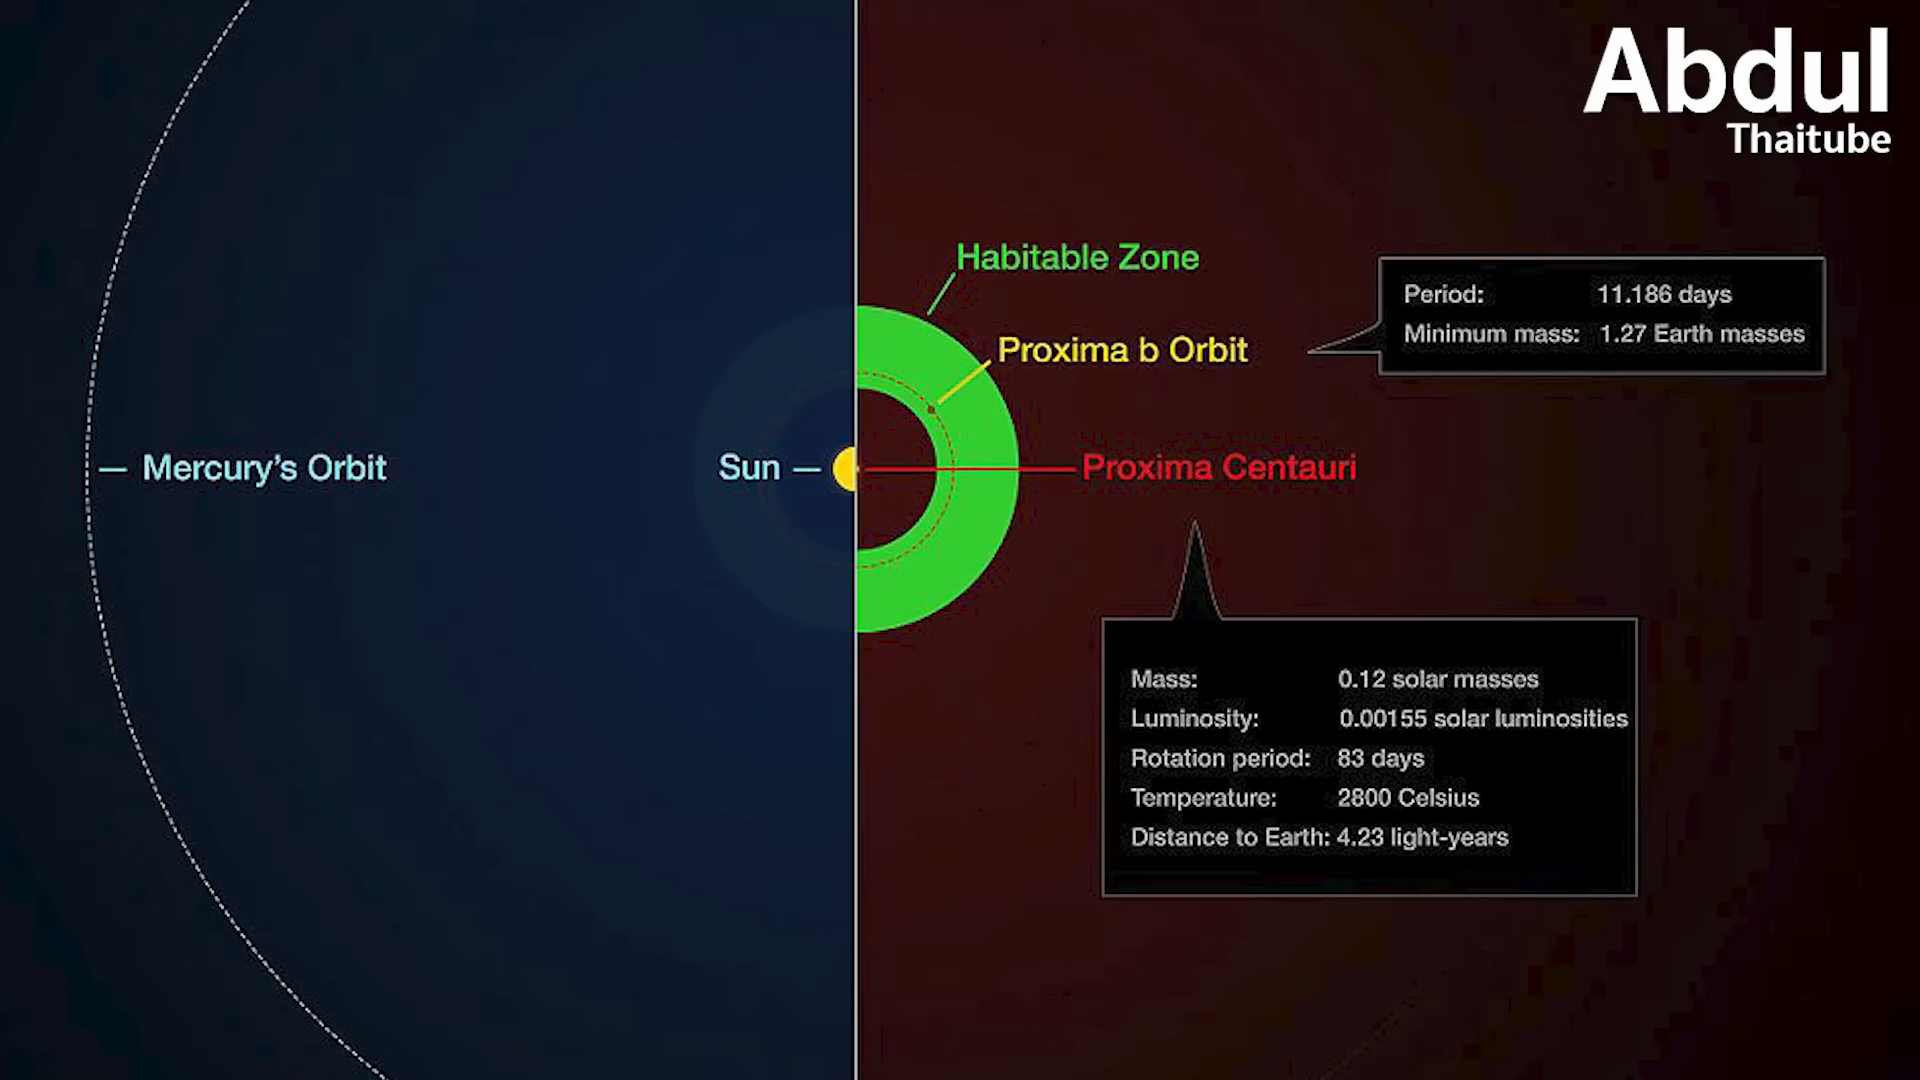 Abdul
Thaitube
Habitable Zone
Period: 11.186 days
Minimum mass: 1.27 Earth masses
Proxima b Orbit
— Mercury's Orbit
Sun —
Proxima Centauri
Mass: 0.12 solar masses
Luminosity: 0.00155 solar luminosities
Rotation period: 83 days
Temperature: 2800 Celsius
Distance to Earth: 4.23 light-years